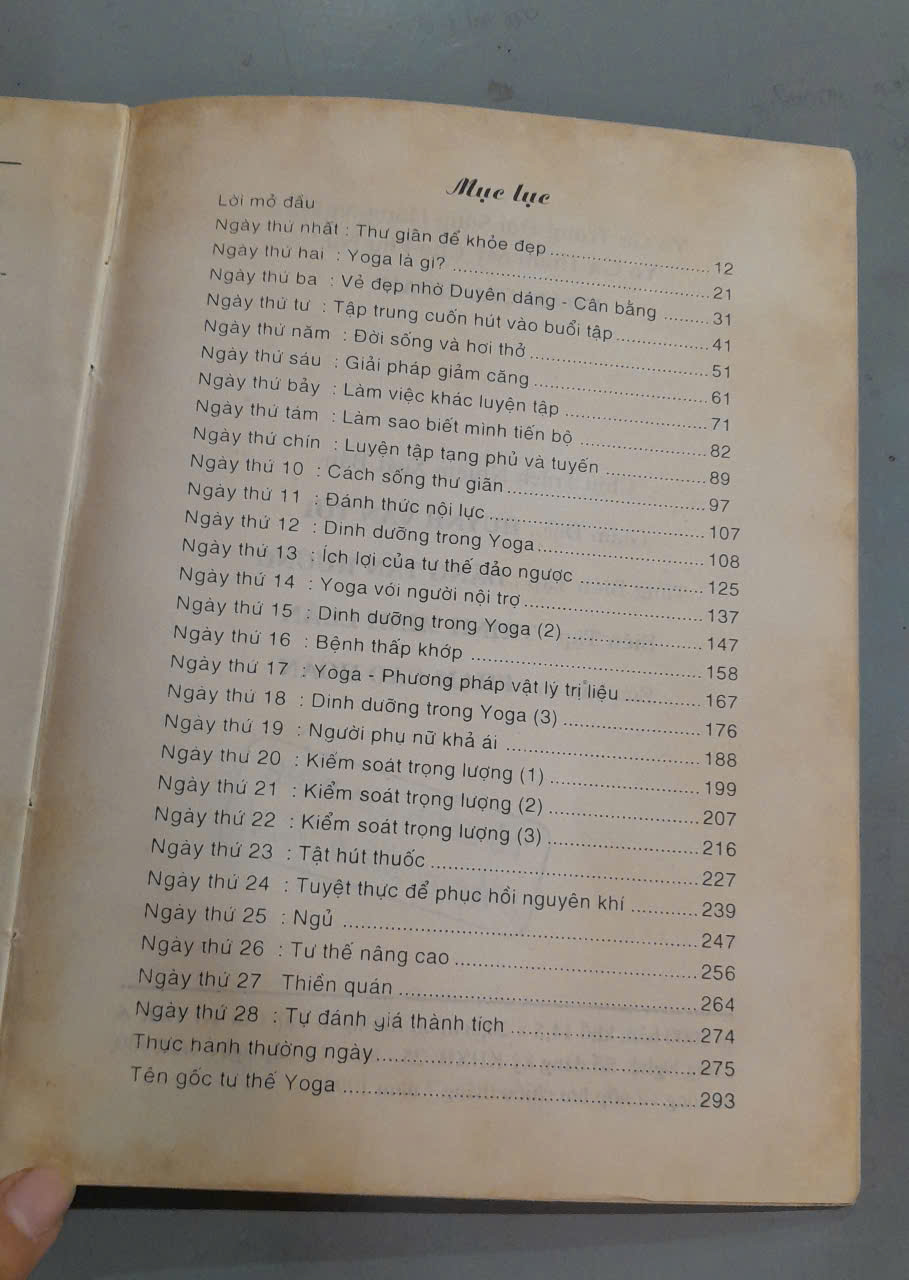 Mục lục
Lời mở đầu
Ngày thứ nhất : Thư giãn để khỏe đẹp.......................... 12
Ngày thứ hai : Yoga là gì? .......................................... 21
Ngày thứ ba : Vẻ đẹp nhờ Duyên dáng - Cân bằng ........ 31
Ngày thứ tư : Tập trung cuốn hút vào buổi tập............... 41
Ngày thứ năm : Đời sống và hơi thở............................. 51
Ngày thứ sáu : Giải pháp giảm căng ............................ 61
Ngày thứ bảy : Làm việc khác luyện tập ....................... 71
Ngày thứ tám : Làm sao biết mình tiến bộ .................... 82
Ngày thứ chín : Luyện tập tang phủ và tuyến ................ 89
Ngày thứ 10 : Cách sống thư giãn................................ 97
Ngày thứ 11 : Đánh thức nội lực................................... 107
Ngày thứ 12 : Dinh dưỡng trong Yoga........................... 108
Ngày thứ 13 : Ích lợi của tư thế đảo ngược ................... 125
Ngày thứ 14 : Yoga với người nội trợ............................ 137
Ngày thứ 15 : Dinh dưỡng trong Yoga (2) ..................... 147
Ngày thứ 16 : Bệnh thấp khớp ..................................... 158
Ngày thứ 17 : Yoga - Phương pháp vật lý trị liệu ............ 167
Ngày thứ 18 : Dinh dưỡng trong Yoga (3) ..................... 176
Ngày thứ 19 : Người phụ nữ khả ái .............................. 188
Ngày thư 20 : Kiểm soát trọng lượng (1) ....................... 199
Ngày thứ 21 : Kiểm soát trọng lượng (2) ....................... 207
Ngày thứ 22 : Kiểm soát trọng lượng (3) ....................... 216
Ngày thứ 23 : Tật hút thuốc ......................................... 227
Ngày thứ 24 : Tuyệt thực để phục hồi nguyên khí ........... 239
Ngày thứ 25 : Ngủ ...................................................... 247
Ngày thứ 26 : Tư thế nâng cao .................................... 256
Ngày thứ 27 Thiền quán .............................................. 264
Ngày thứ 28 : Tự đánh giá thành tích ............................ 274
Thực hành thường ngày............................................... 275
Tên gốc tư thế Yoga ................................................... 293